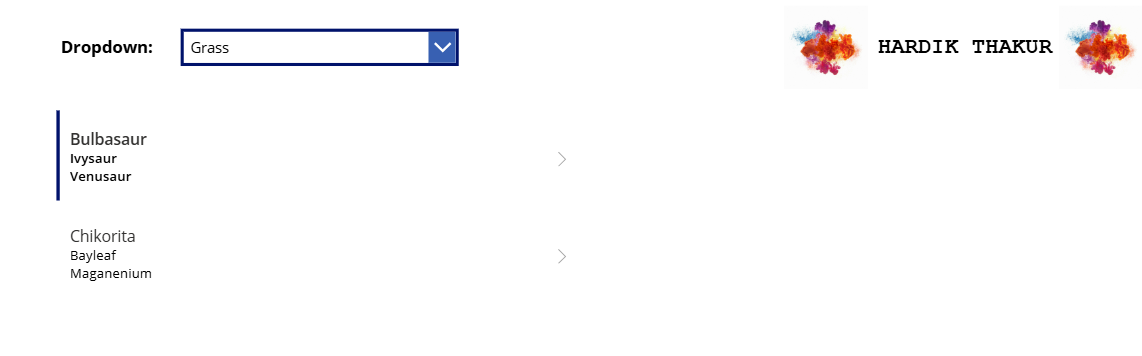 Dropdown:
Grass
HARDIK THAKUR
Bulbasaur
Ivysaur
Venusaur
Chikorita
Bayleaf
Maganenium